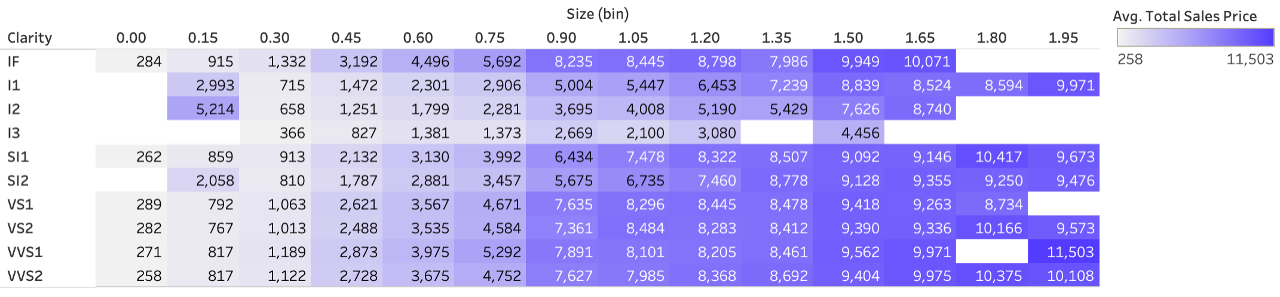 Size (bin)
Clarity 0.00 0.15 0.30 0.45 0.60 0.75 0.90 1.05 1.20 1.35 1.50 1.65 1.80 1.95
IF 284 915 1,332 3,192 4,496 5,692 8,235 8,445 8,798 7,986 9,949 10,071
I1 2,993 715 1,472 2,301 2,906 5,004 5,447 6,453 7,239 8,839 8,524 8,594 9,971
I2 5,214 658 1,251 1,799 2,281 3,695 4,008 5,190 5,429 7,626 8,740
I3 366 827 1,381 1,373 2,669 2,100 3,080 4,456
SI1 262 859 913 2,132 3,130 3,992 6,434 7,478 8,322 8,507 9,092 9,146 10,417 9,673
SI2 2,058 810 1,787 2,881 3,457 5,675 6,735 7,460 8,778 9,128 9,355 9,250 9,476
VS1 289 792 1,063 2,621 3,567 4,671 7,635 8,296 8,445 8,478 9,418 9,263 8,734
VS2 282 767 1,013 2,488 3,535 4,584 7,361 8,484 8,283 8,412 9,390 9,336 10,166 9,573
VVS1 271 817 1,189 2,873 3,975 5,292 7,891 8,101 8,205 8,461 9,562 9,971 11,503
VVS2 258 817 1,122 2,728 3,675 4,752 7,627 7,985 8,368 8,692 9,404 9,975 10,375 10,108
Avg. Total Sales Price
258 11,503